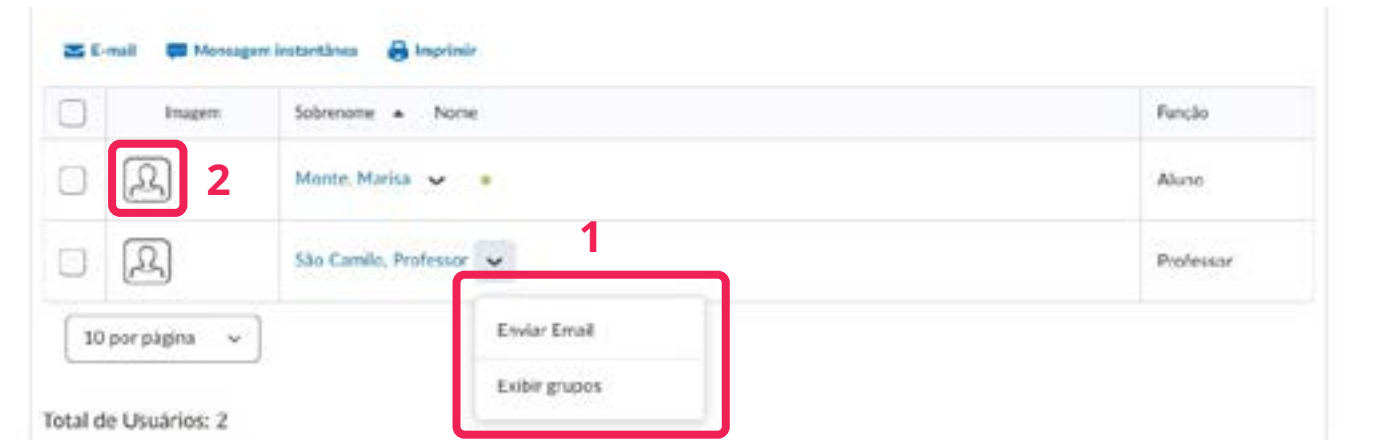 E-mail Mensagem instantânea Imprimir
Imagem Sobrenome Nome Função
2 Monte, Marisa Aluno
1
São Camilo, Professor Professor
Enviar Email
10 por página
Exibir grupos
Total de Usuários: 2